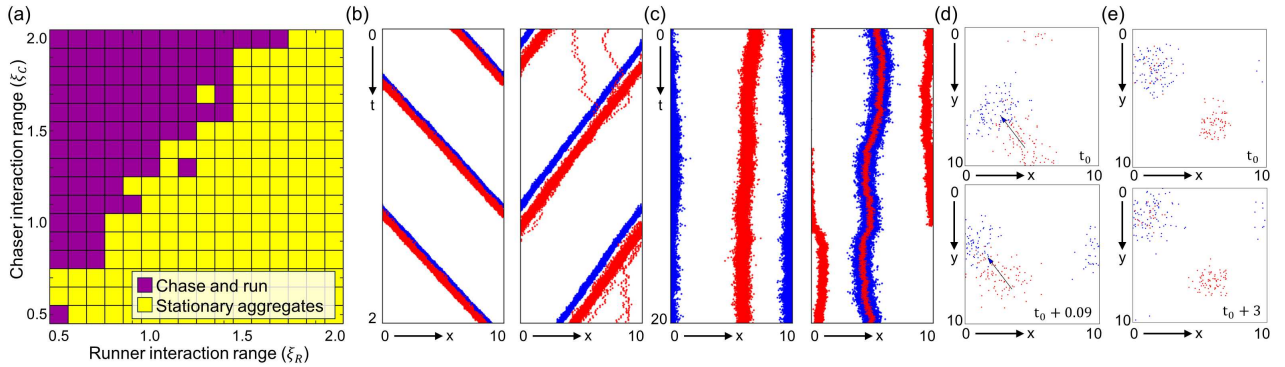 (a)
2.0
1.5
1.0
0.5
Chaser interaction range (ξ_C)
Chase and run
Stationary aggregates
0.5 1.0 1.5 2.0
Runner interaction range (ξ_R)
(b)
0
t
2
0 x 10 0 x 10
(c)
0
t
20
0 x 10 0 x 10
(d)
0
y
10
t₀
0 x 10
0
y
10
t₀ + 0.09
0 x 10
(e)
0
y
10
t₀
0 x 10
0
y
10
t₀ + 3
0 x 10